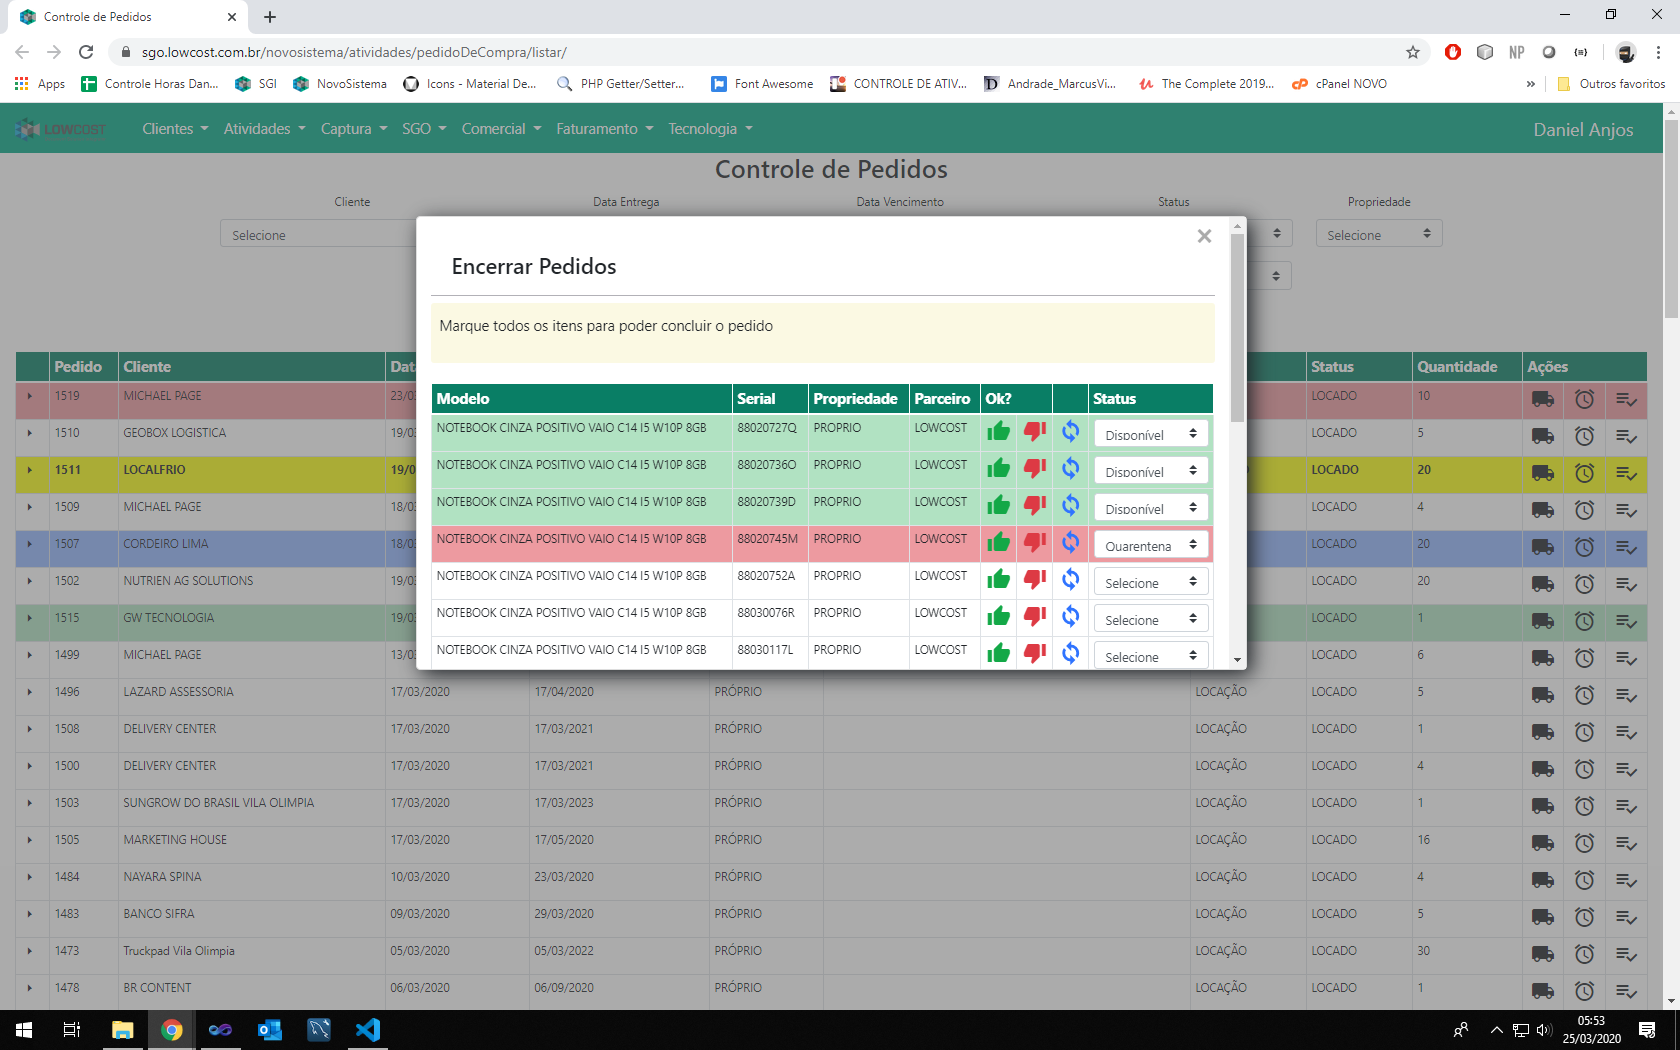 Controle de Pedidos
sgo.lowcost.com.br/novosistema/atividades/pedidoDeCompra/listar/
NP
Apps Controle Horas Dan... SGI NovoSistema Icons - Material De... PHP Getter/Setter... Font Awesome CONTROLE DE ATIV... Andrade_MarcusVi... The Complete 2019... cPanel NOVO » Outros favoritos
LOWCOST Clientes Atividades Captura SGO Comercial Faturamento Tecnologia Daniel Anjos
Controle de Pedidos
Cliente Data Entrega Data Vencimento Status Propriedade
Selecione Selecione
Encerrar Pedidos
Marque todos os itens para poder concluir o pedido
Modelo Serial Propriedade Parceiro Ok? Status
NOTEBOOK CINZA POSITIVO VAIO C14 I5 W10P 8GB 88020727Q PROPRIO LOWCOST Disponível
NOTEBOOK CINZA POSITIVO VAIO C14 I5 W10P 8GB 88020736O PROPRIO LOWCOST Disponível
NOTEBOOK CINZA POSITIVO VAIO C14 I5 W10P 8GB 88020739D PROPRIO LOWCOST Disponível
NOTEBOOK CINZA POSITIVO VAIO C14 I5 W10P 8GB 88020745M PROPRIO LOWCOST Quarentena
NOTEBOOK CINZA POSITIVO VAIO C14 I5 W10P 8GB 88020752A PROPRIO LOWCOST Selecione
NOTEBOOK CINZA POSITIVO VAIO C14 I5 W10P 8GB 88030076R PROPRIO LOWCOST Selecione
NOTEBOOK CINZA POSITIVO VAIO C14 I5 W10P 8GB 88030117L PROPRIO LOWCOST Selecione
Pedido Cliente Data Status Quantidade Ações
1519 MICHAEL PAGE 23/03 LOCADO 10
1510 GEOBOX LOGISTICA 19/03 LOCADO 5
1511 LOCALFRIO 19/0 LOCADO 20
1509 MICHAEL PAGE 18/03 LOCADO 4
1507 CORDEIRO LIMA 18/03 LOCADO 20
1502 NUTRIEN AG SOLUTIONS 19/03 LOCADO 20
1515 GW TECNOLOGIA 19/03 LOCADO 1
1499 MICHAEL PAGE 13/03 LOCADO 6
1496 LAZARD ASSESSORIA 17/03/2020 17/04/2020 PRÓPRIO LOCAÇÃO LOCADO 5
1508 DELIVERY CENTER 17/03/2020 17/03/2021 PRÓPRIO LOCAÇÃO LOCADO 1
1500 DELIVERY CENTER 17/03/2020 17/03/2021 PRÓPRIO LOCAÇÃO LOCADO 4
1503 SUNGROW DO BRASIL VILA OLIMPIA 17/03/2020 17/03/2023 PRÓPRIO LOCAÇÃO LOCADO 1
1505 MARKETING HOUSE 17/03/2020 17/05/2020 PRÓPRIO LOCAÇÃO LOCADO 16
1484 NAYARA SPINA 10/03/2020 23/03/2020 PRÓPRIO LOCAÇÃO LOCADO 4
1483 BANCO SIFRA 09/03/2020 29/03/2020 PRÓPRIO LOCAÇÃO LOCADO 5
1473 Truckpad Vila Olimpia 05/03/2020 05/03/2022 PRÓPRIO LOCAÇÃO LOCADO 30
1478 BR CONTENT 06/03/2020 06/09/2020 PRÓPRIO LOCAÇÃO LOCADO 1
05:53
25/03/2020